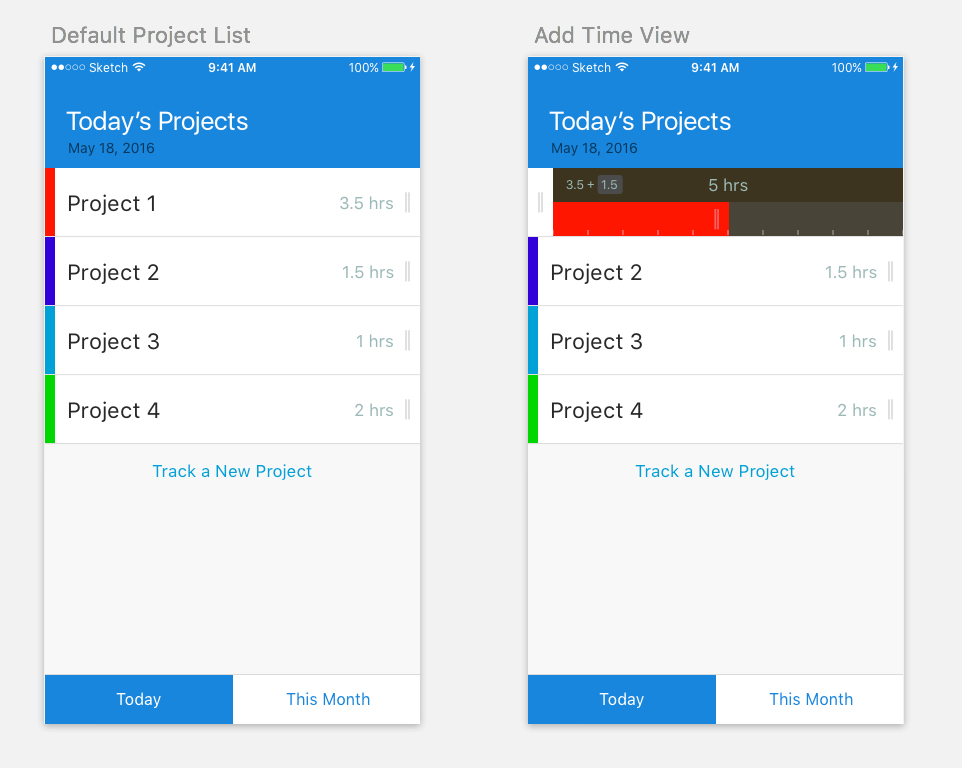 Default Project List
Sketch 9:41 AM 100%
Today’s Projects
May 18, 2016
Project 1 3.5 hrs
Project 2 1.5 hrs
Project 3 1 hrs
Project 4 2 hrs
Track a New Project
Today This Month
Add Time View
Sketch 9:41 AM 100%
Today’s Projects
May 18, 2016
3.5 + 1.5 5 hrs
Project 2 1.5 hrs
Project 3 1 hrs
Project 4 2 hrs
Track a New Project
Today This Month